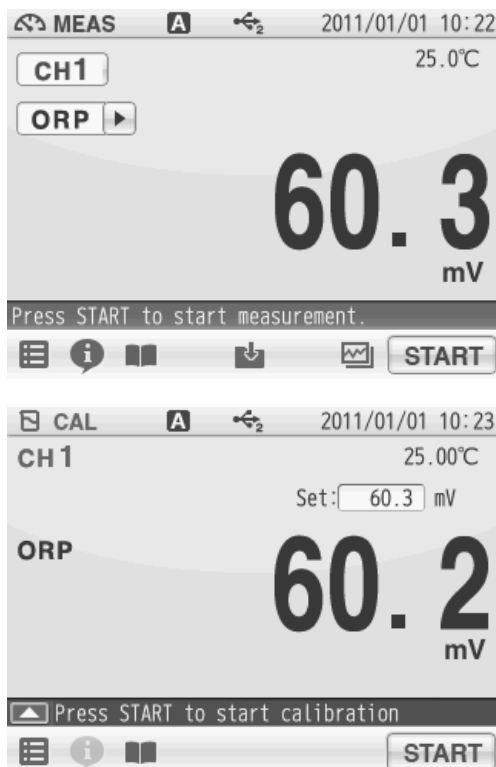 MEAS A 2 2011/01/01 10:22
CH1 25.0℃
ORP
60.3
mV
Press START to start measurement.
START
CAL A 2 2011/01/01 10:23
CH1 25.00℃
Set: 60.3 mV
ORP
60.2
mV
Press START to start calibration
START